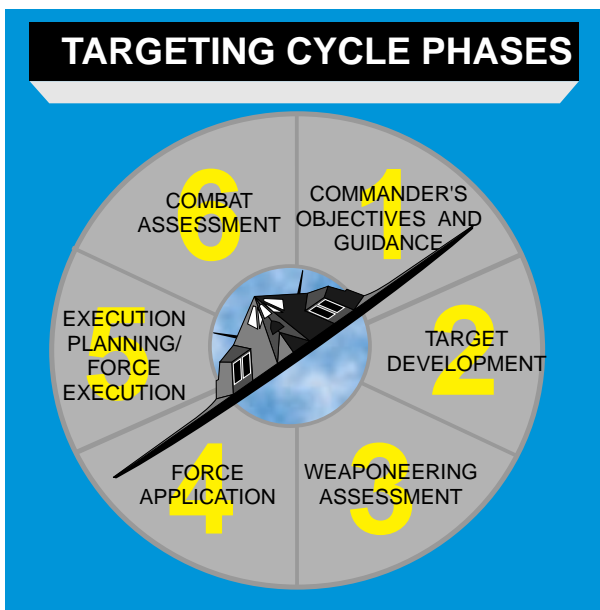 TARGETING CYCLE PHASES
1
COMMANDER'S
OBJECTIVES AND
GUIDANCE
2
TARGET
DEVELOPMENT
3
WEAPONEERING
ASSESSMENT
4
FORCE
APPLICATION
5
EXECUTION
PLANNING/
FORCE
EXECUTION
6
COMBAT
ASSESSMENT